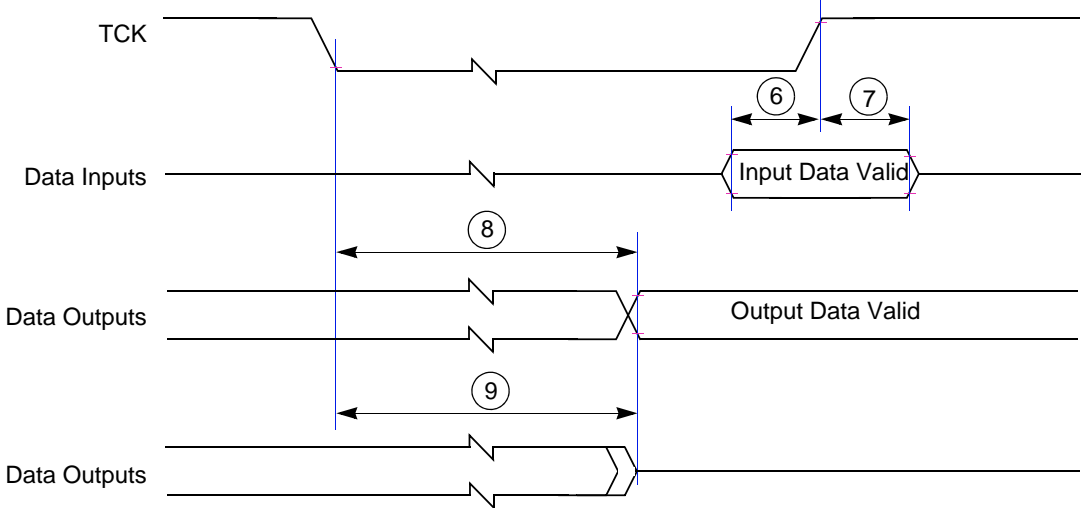 TCK
6
7
Data Inputs
Input Data Valid
8
Data Outputs
Output Data Valid
9
Data Outputs